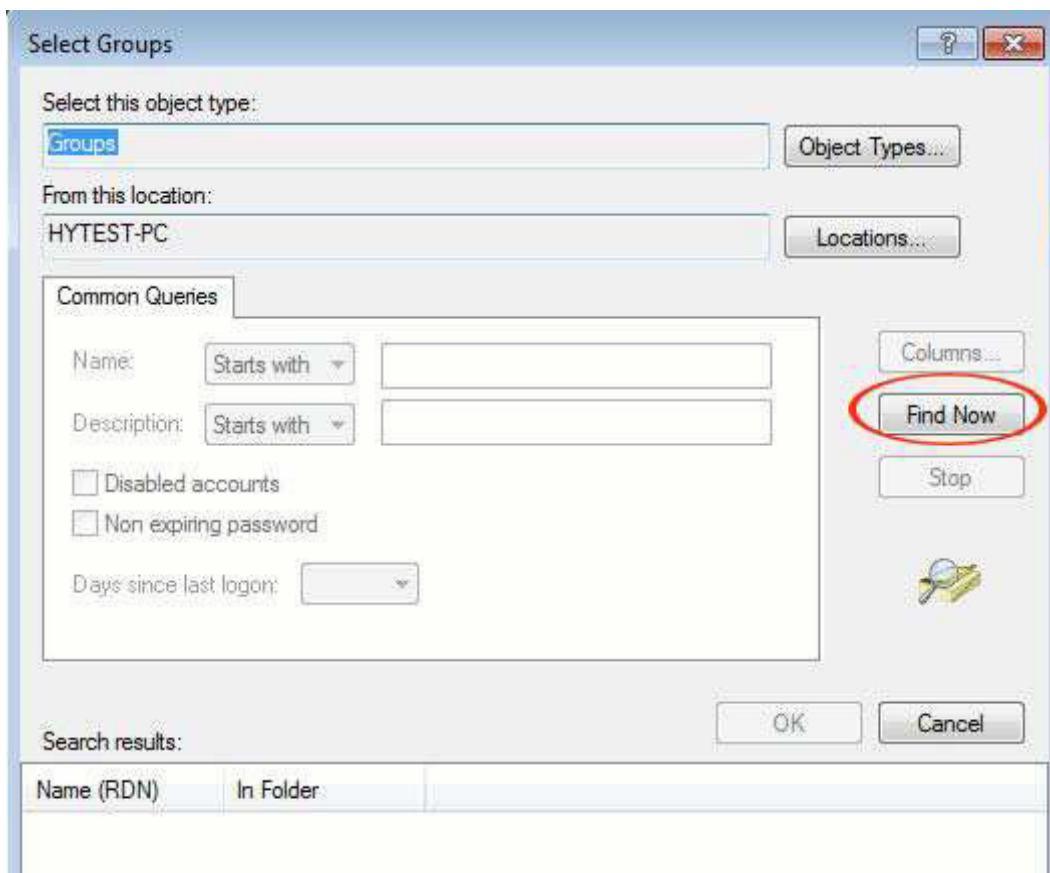 Select Groups
Select this object type:
Groups
Object Types...
From this location:
HYTEST-PC
Locations...
Common Queries
Name:
Starts with
Columns...
Description:
Starts with
Find Now
Disabled accounts
Stop
Non expiring password
Days since last logon:
OK
Cancel
Search results:
Name (RDN)
In Folder